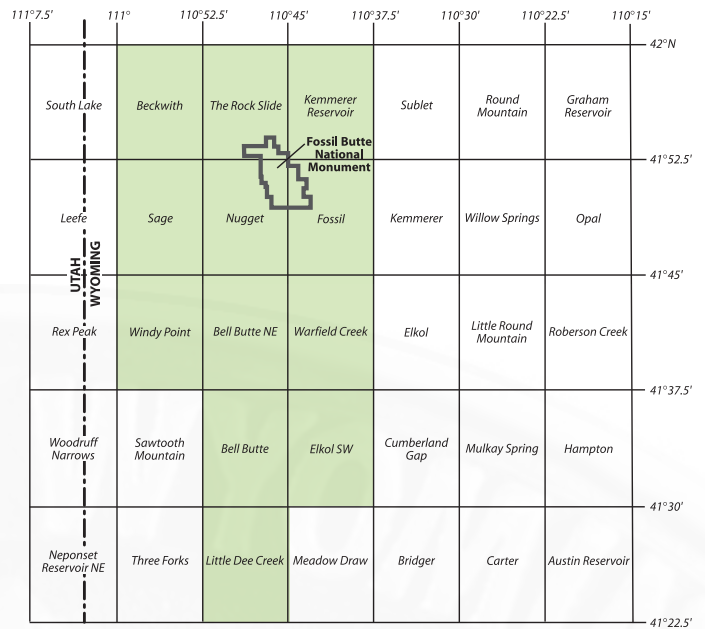 111°7.5' 111° 110°52.5' 110°45' 110°37.5' 110°30' 110°22.5' 110°15'
42°N
South Lake
Beckwith
The Rock Slide
Kemmerer
Reservoir
Sublet
Round
Mountain
Graham
Reservoir
Fossil Butte
National
Monument
41°52.5'
Leefe
Sage
Nugget
Fossil
Kemmerer
Willow Springs
Opal
UTAH
WYOMING
41°45'
Rex Peak
Windy Point
Bell Butte NE
Warfield Creek
Elkol
Little Round
Mountain
Roberson Creek
41°37.5'
Woodruff
Narrows
Sawtooth
Mountain
Bell Butte
Elkol SW
Cumberland
Gap
Mulkay Spring
Hampton
41°30'
Neponset
Reservoir NE
Three Forks
Little Dee Creek
Meadow Draw
Bridger
Carter
Austin Reservoir
41°22.5'